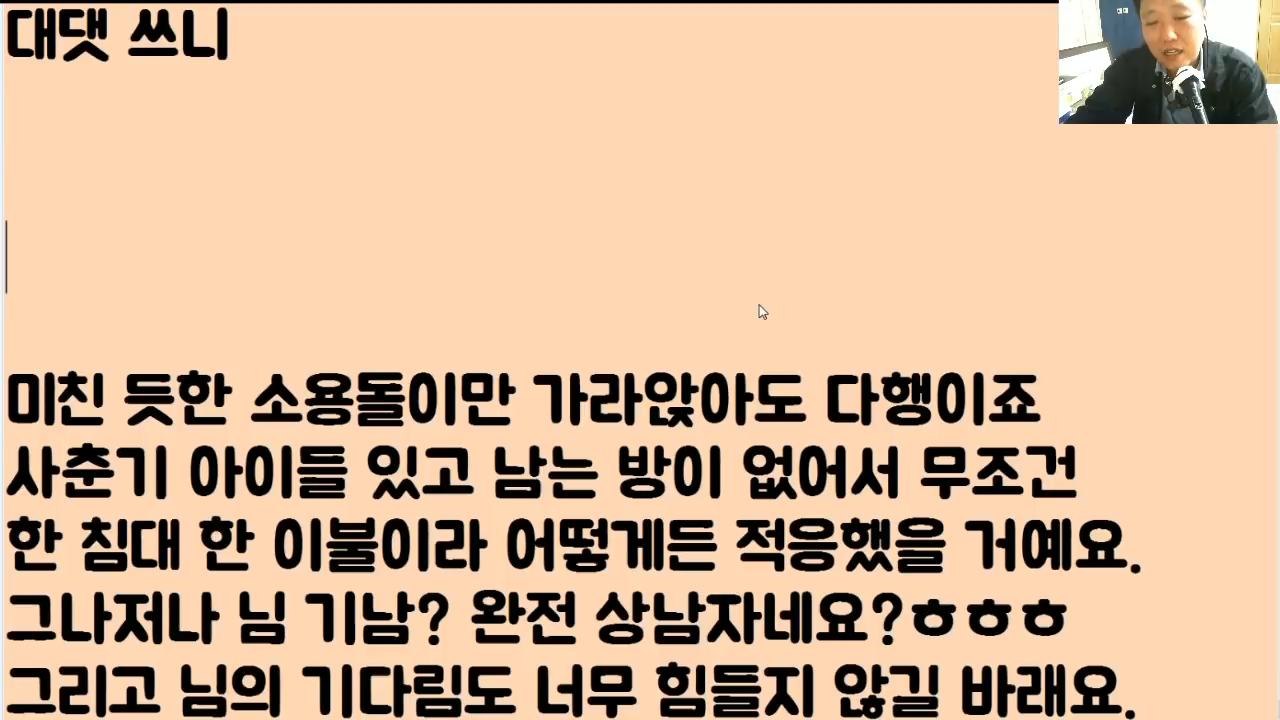 대댓 쓰니
미친 듯한 소용돌이만 가라앉아도 다행이죠
사춘기 아이들 있고 남는 방이 없어서 무조건
한 침대 한 이불이라 어떻게든 적응했을 거예요.
그나저나 님 기남? 완전 상남자네요?ㅎㅎㅎ
그리고 님의 기다림도 너무 힘들지 않길 바래요.